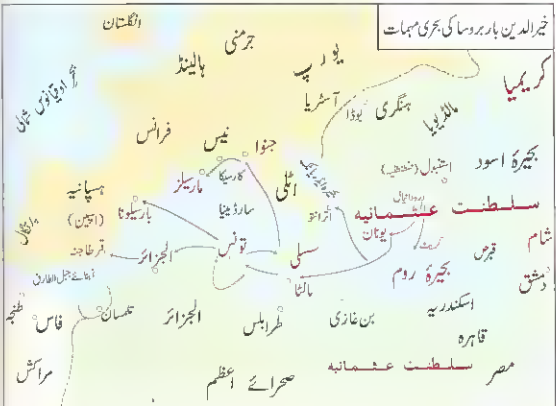 خیرالدین باربروسا کی بحری مہمات
انگلستان
جرمنی
ہالینڈ
یورپ
کریمیا
بحر اوقیانوس شمالی
آسٹریا
ہنگری
بوڈا
مالڈیویا
فرانس
نیس
جنوا
بحیرۂ اسود
استنبول (قسطنطنیہ)
مارسیلز
کارسیکا
اٹلی
ہسپانیہ
(اسپین)
بارسیلونا
سارڈینیا
اٹرانٹو
سلطنت عثمانیہ
پرتگال
قرطاجنہ
الجزائر
تونس
سسلی
یونان
کریٹ
قبرص
شام
آبنائے جبل الطارق
مالٹا
بحیرۂ روم
دمشق
طنجہ
فاس
تلمسان
الجزائر
طرابلس
بن غازی
اسکندریہ
قاہرہ
مراکش
صحرائے اعظم
سلطنت عثمانیہ
مصر